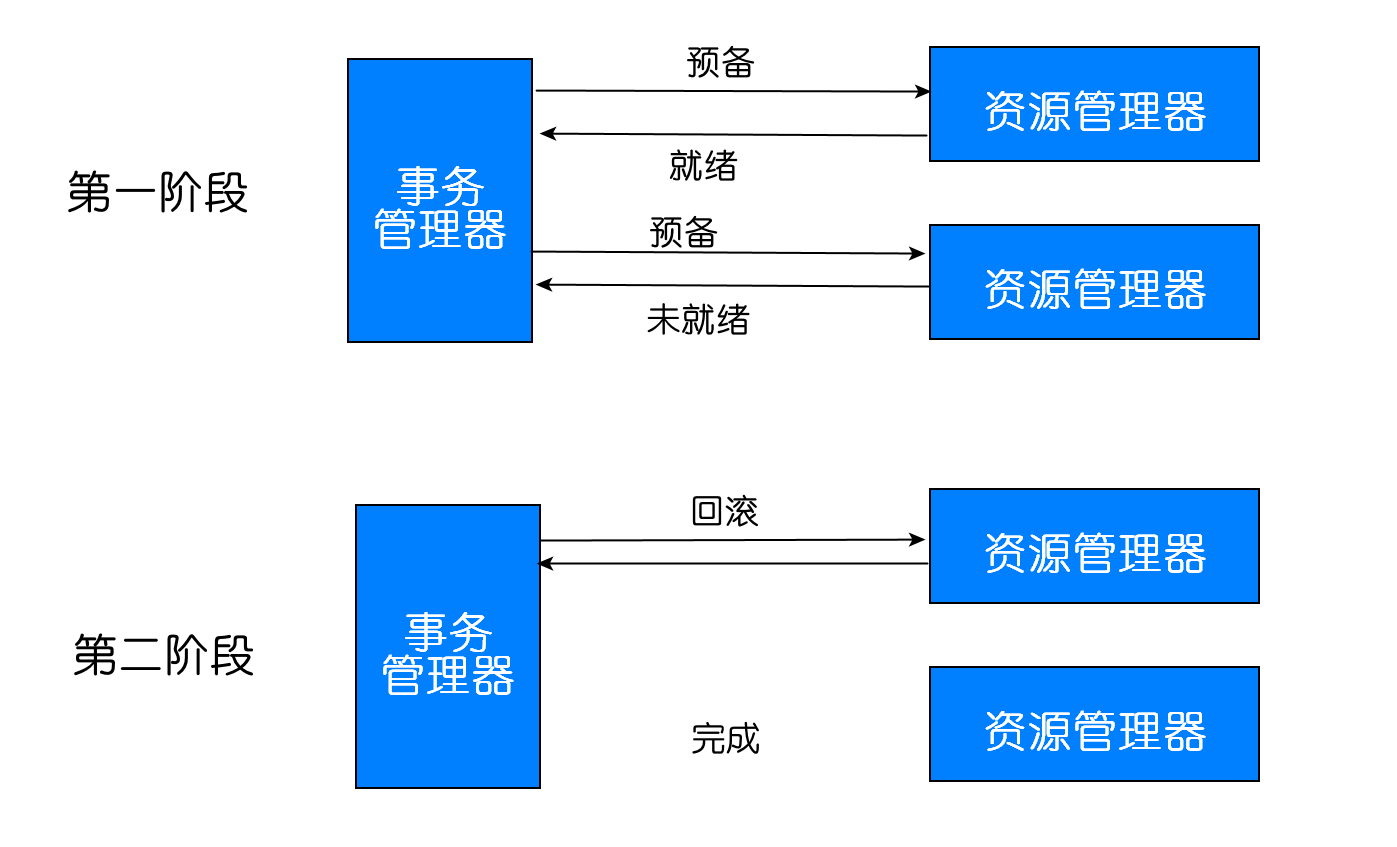 第一阶段
事务
管理器
预备
就绪
资源管理器
预备
未就绪
资源管理器
第二阶段
事务
管理器
回滚
资源管理器
完成
资源管理器